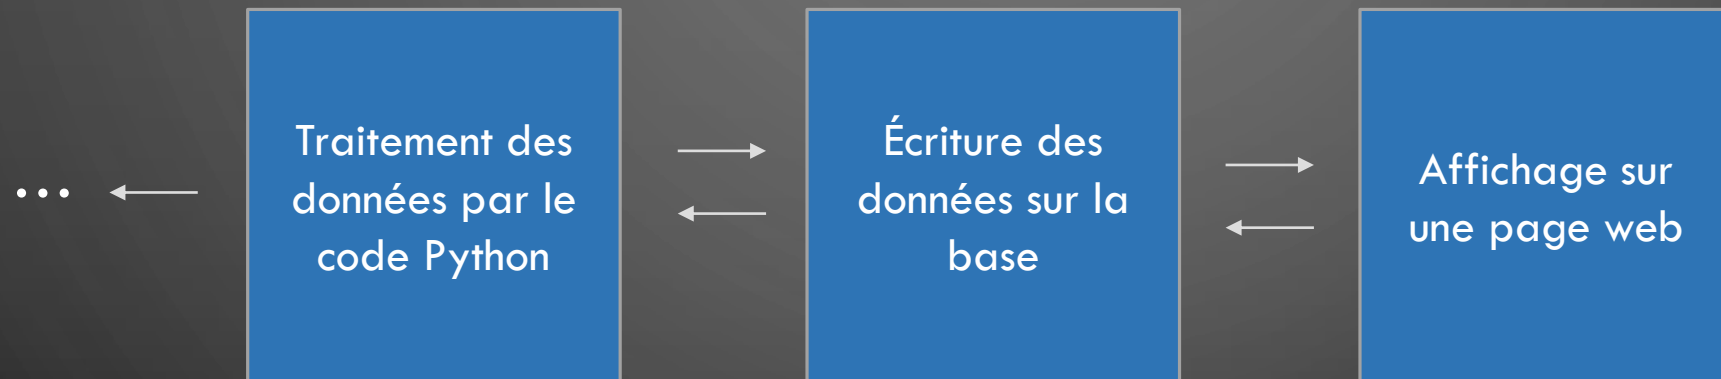 ...
Traitement des
données par le
code Python
Écriture des
données sur la
base
Affichage sur
une page web